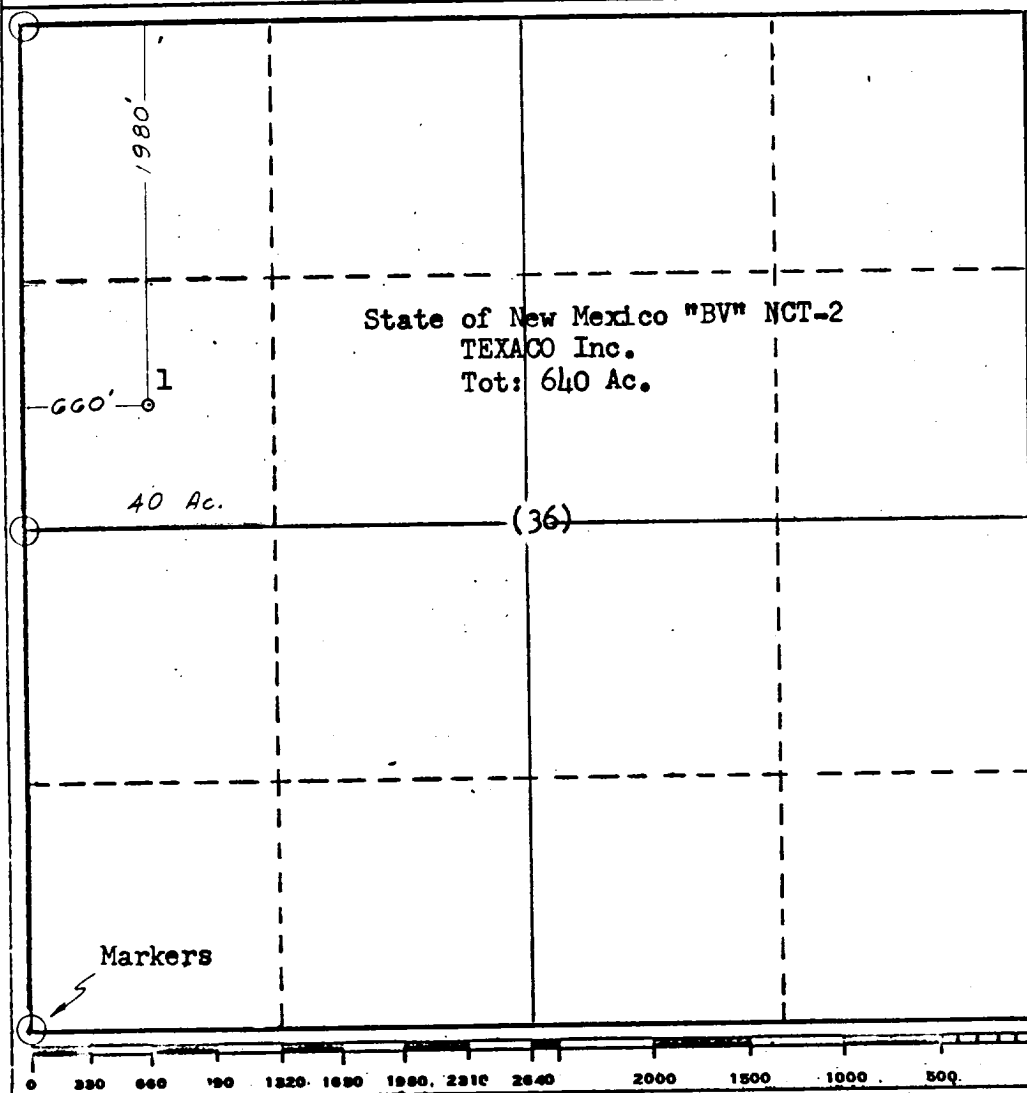 1980'
State of New Mexico "BV" NCT-2
TEXACO Inc.
Tot: 640 Ac.
1
660'
40 Ac.
(36)
Markers
0 330 660 990 1320. 1650 1980. 2310 2640 2000 1500 1000 500.